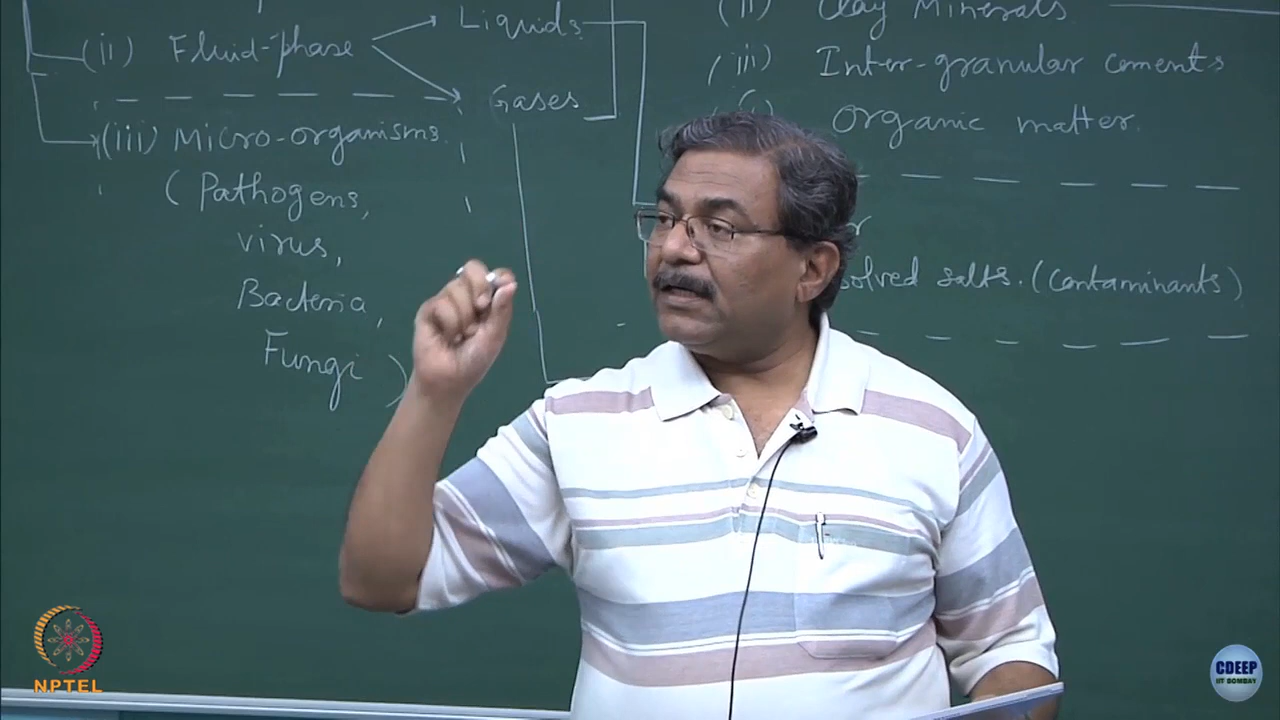 (ii) Fluid-phase
Liquids
Gases
(iii) Micro-organisms.
( Pathogens,
virus,
Bacteria,
Fungi )
(ii) Clay Minerals
(iii) Inter-granular cements
organic matter.
solved salts. (contaminants)
NPTEL
CDEEP
IIT BOMBAY